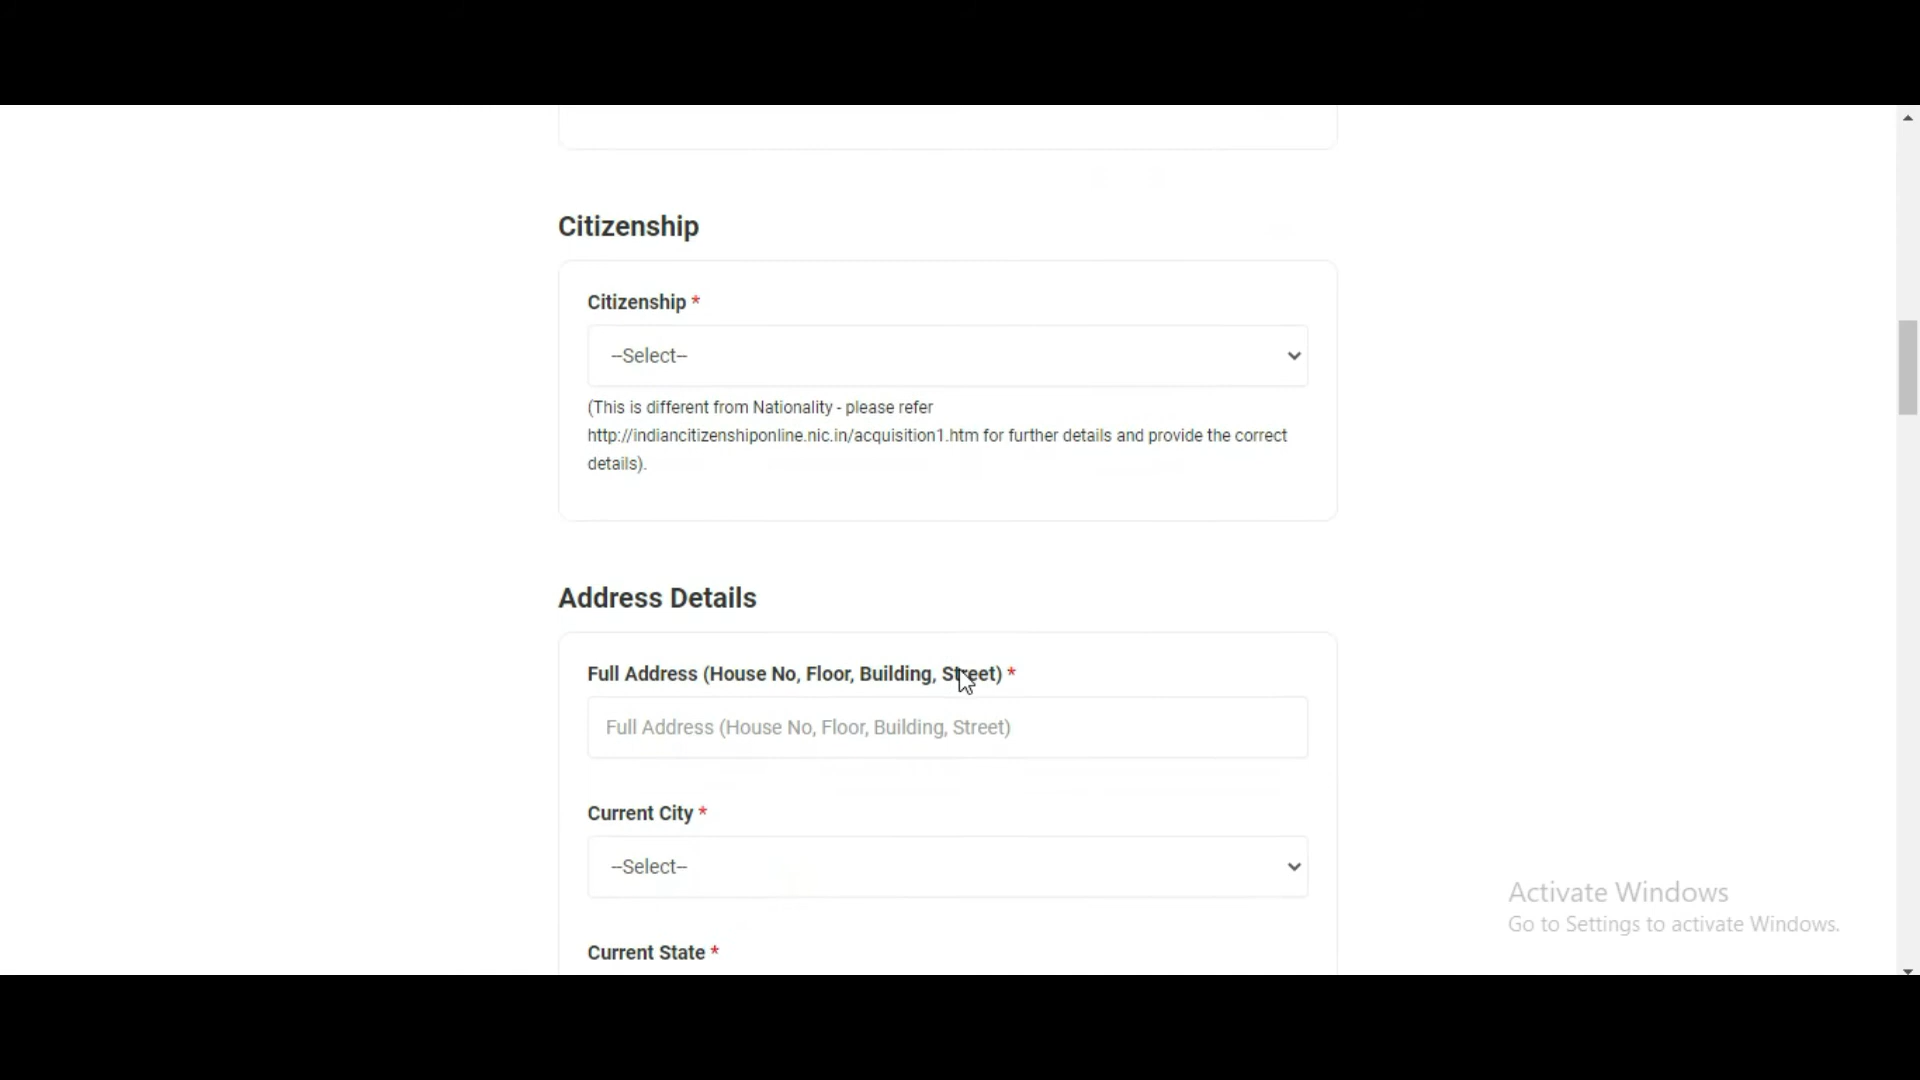 Citizenship
Citizenship *
--Select--
(This is different from Nationality - please refer
http://indiancitizenshiponline.nic.in/acquisition1.htm for further details and provide the correct
details).
Address Details
Full Address (House No, Floor, Building, Street) *
Full Address (House No, Floor, Building, Street)
Current City *
--Select--
Current State *
Activate Windows
Go to Settings to activate Windows.